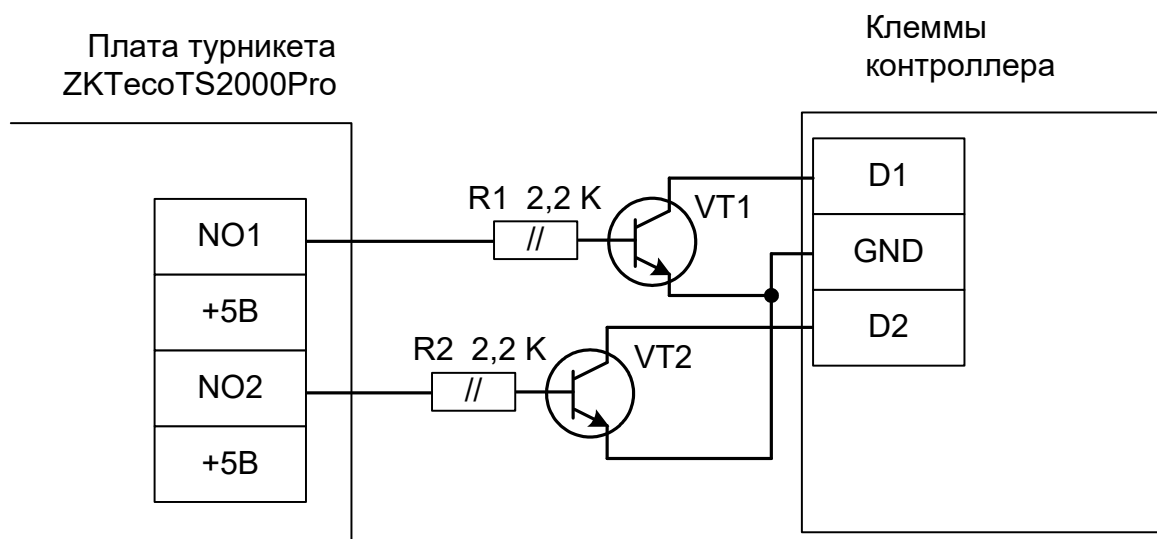 Плата турникета
ZKTecoTS2000Pro
Клеммы
контроллера
NO1
+5В
NO2
+5В
R1 2,2 K
//
VT1
R2 2,2 K
//
VT2
D1
GND
D2